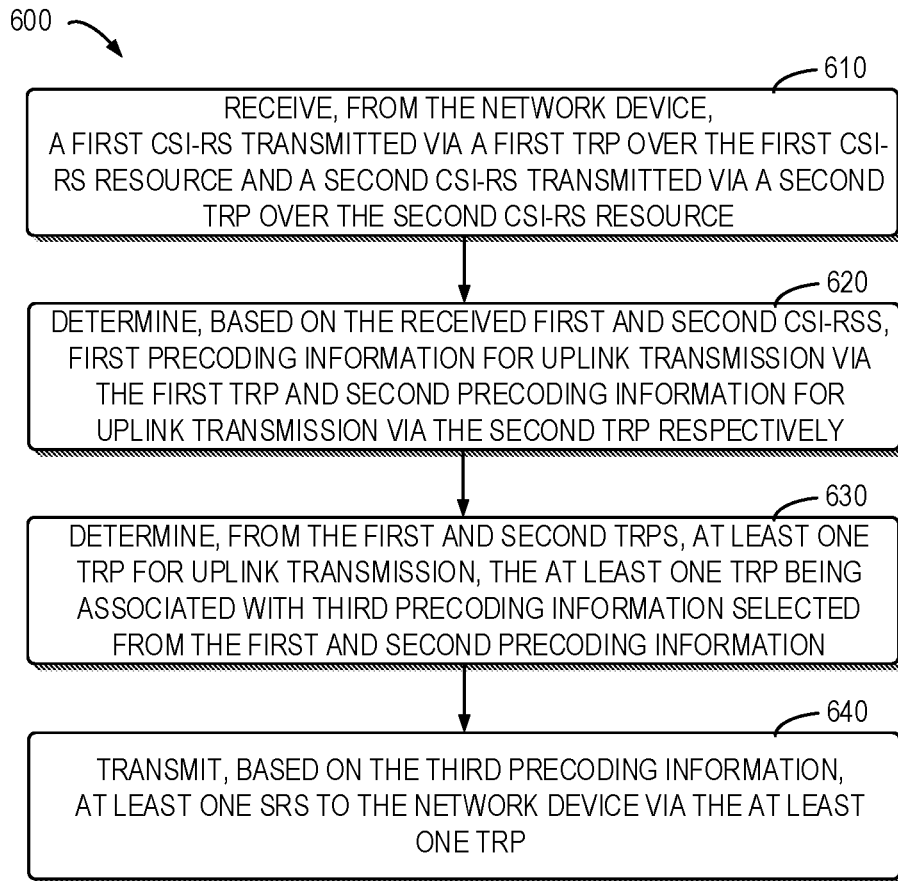 600
610
RECEIVE, FROM THE NETWORK DEVICE,
A FIRST CSI-RS TRANSMITTED VIA A FIRST TRP OVER THE FIRST CSI-
RS RESOURCE AND A SECOND CSI-RS TRANSMITTED VIA A SECOND
TRP OVER THE SECOND CSI-RS RESOURCE
620
DETERMINE, BASED ON THE RECEIVED FIRST AND SECOND CSI-RSS,
FIRST PRECODING INFORMATION FOR UPLINK TRANSMISSION VIA
THE FIRST TRP AND SECOND PRECODING INFORMATION FOR
UPLINK TRANSMISSION VIA THE SECOND TRP RESPECTIVELY
630
DETERMINE, FROM THE FIRST AND SECOND TRPS, AT LEAST ONE
TRP FOR UPLINK TRANSMISSION, THE AT LEAST ONE TRP BEING
ASSOCIATED WITH THIRD PRECODING INFORMATION SELECTED
FROM THE FIRST AND SECOND PRECODING INFORMATION
640
TRANSMIT, BASED ON THE THIRD PRECODING INFORMATION,
AT LEAST ONE SRS TO THE NETWORK DEVICE VIA THE AT LEAST
ONE TRP